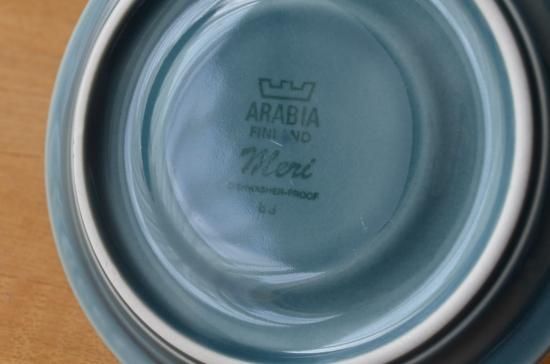 ARABIA
FINLAND
Meri
DISHWASHER-PROOF